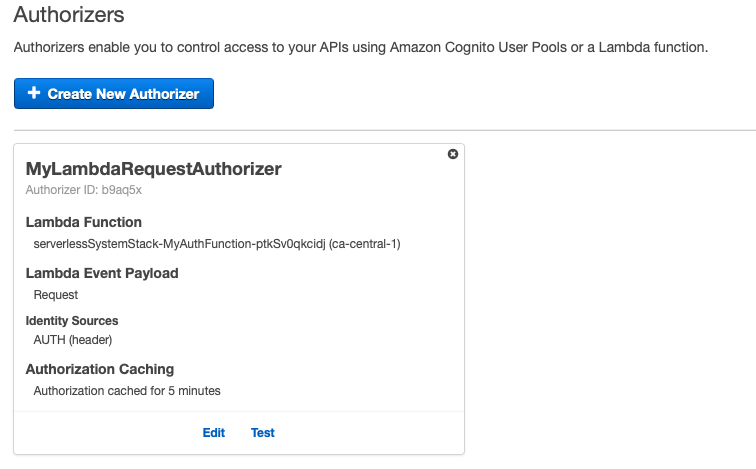 Authorizers
Authorizers enable you to control access to your APIs using Amazon Cognito User Pools or a Lambda function.
+ Create New Authorizer
MyLambdaRequestAuthorizer
Authorizer ID: b9aq5x
Lambda Function
serverlessSystemStack-MyAuthFunction-ptkSv0qkcidj (ca-central-1)
Lambda Event Payload
Request
Identity Sources
AUTH (header)
Authorization Caching
Authorization cached for 5 minutes
Edit Test